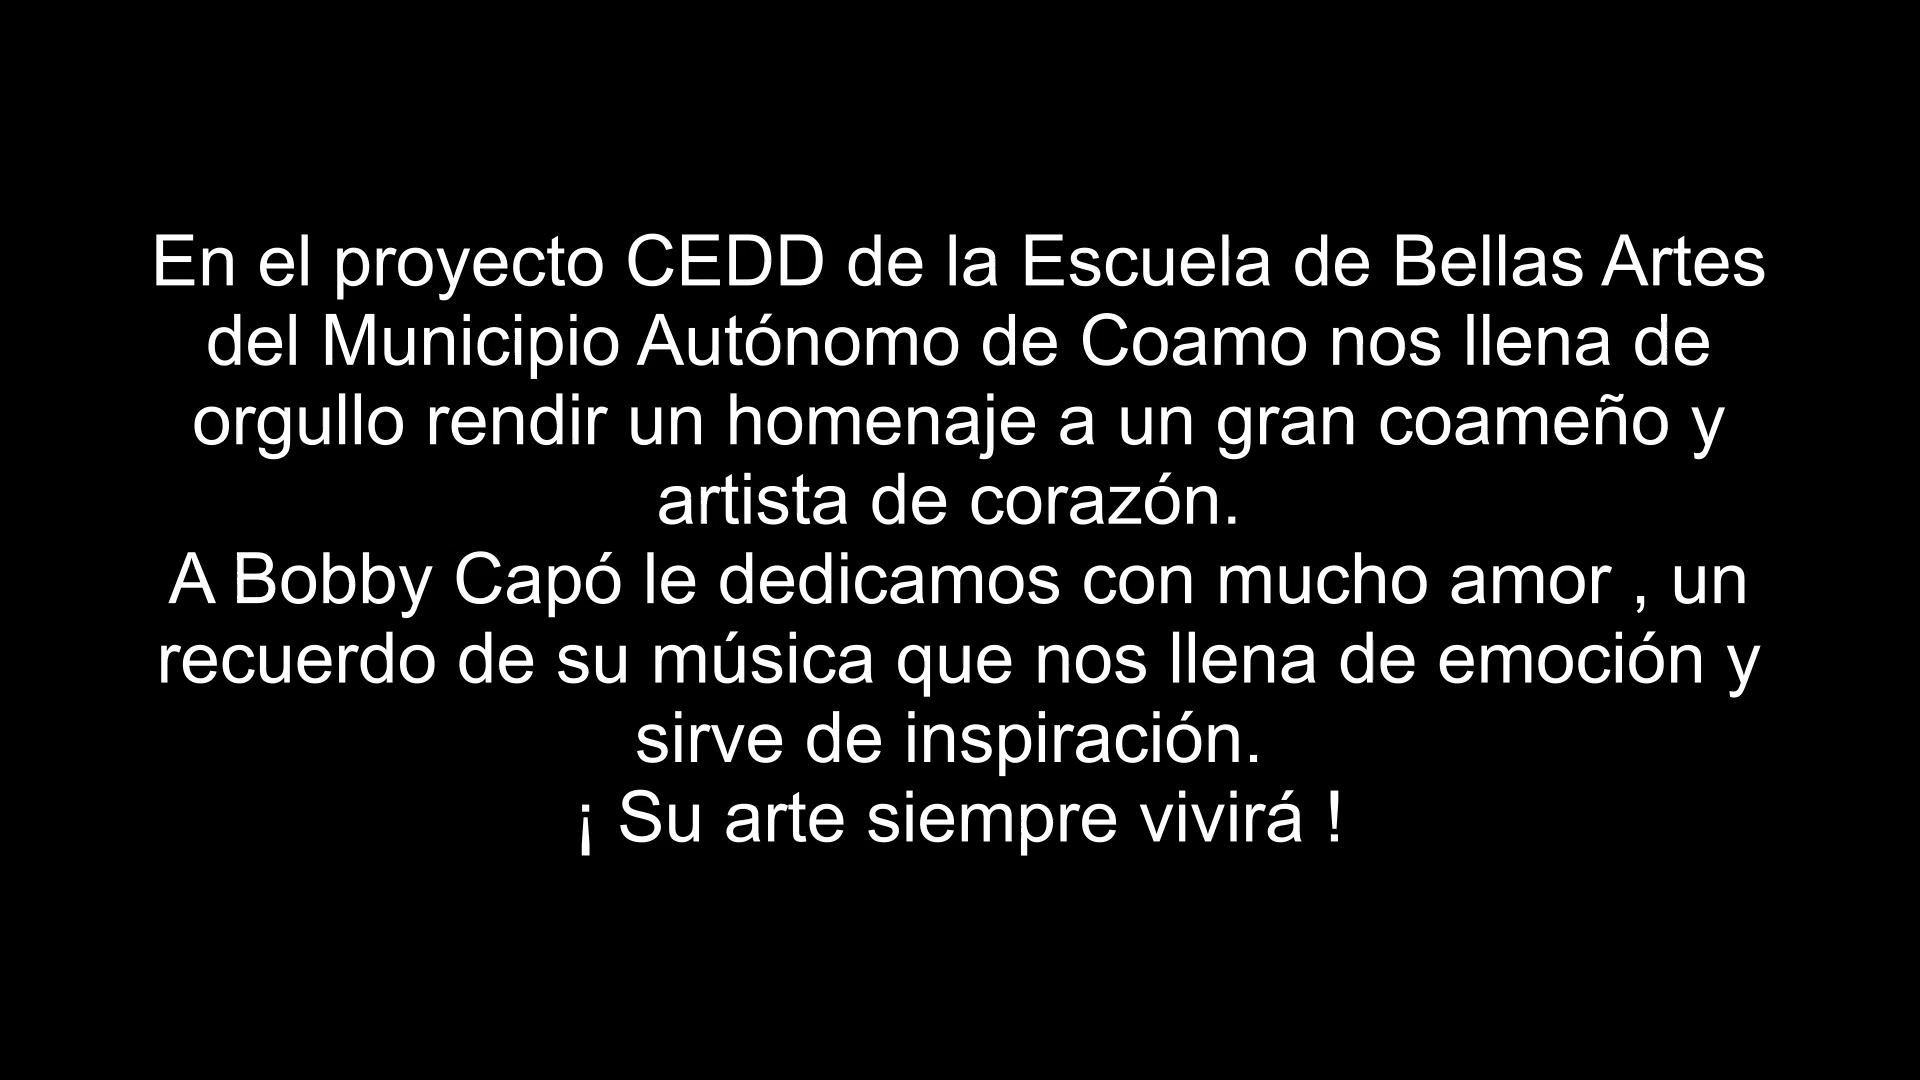 En el proyecto CEDD de la Escuela de Bellas Artes
del Municipio Autónomo de Coamo nos llena de
orgullo rendir un homenaje a un gran coameño y
artista de corazón.
A Bobby Capó le dedicamos con mucho amor , un
recuerdo de su música que nos llena de emoción y
sirve de inspiración.
¡ Su arte siempre vivirá !